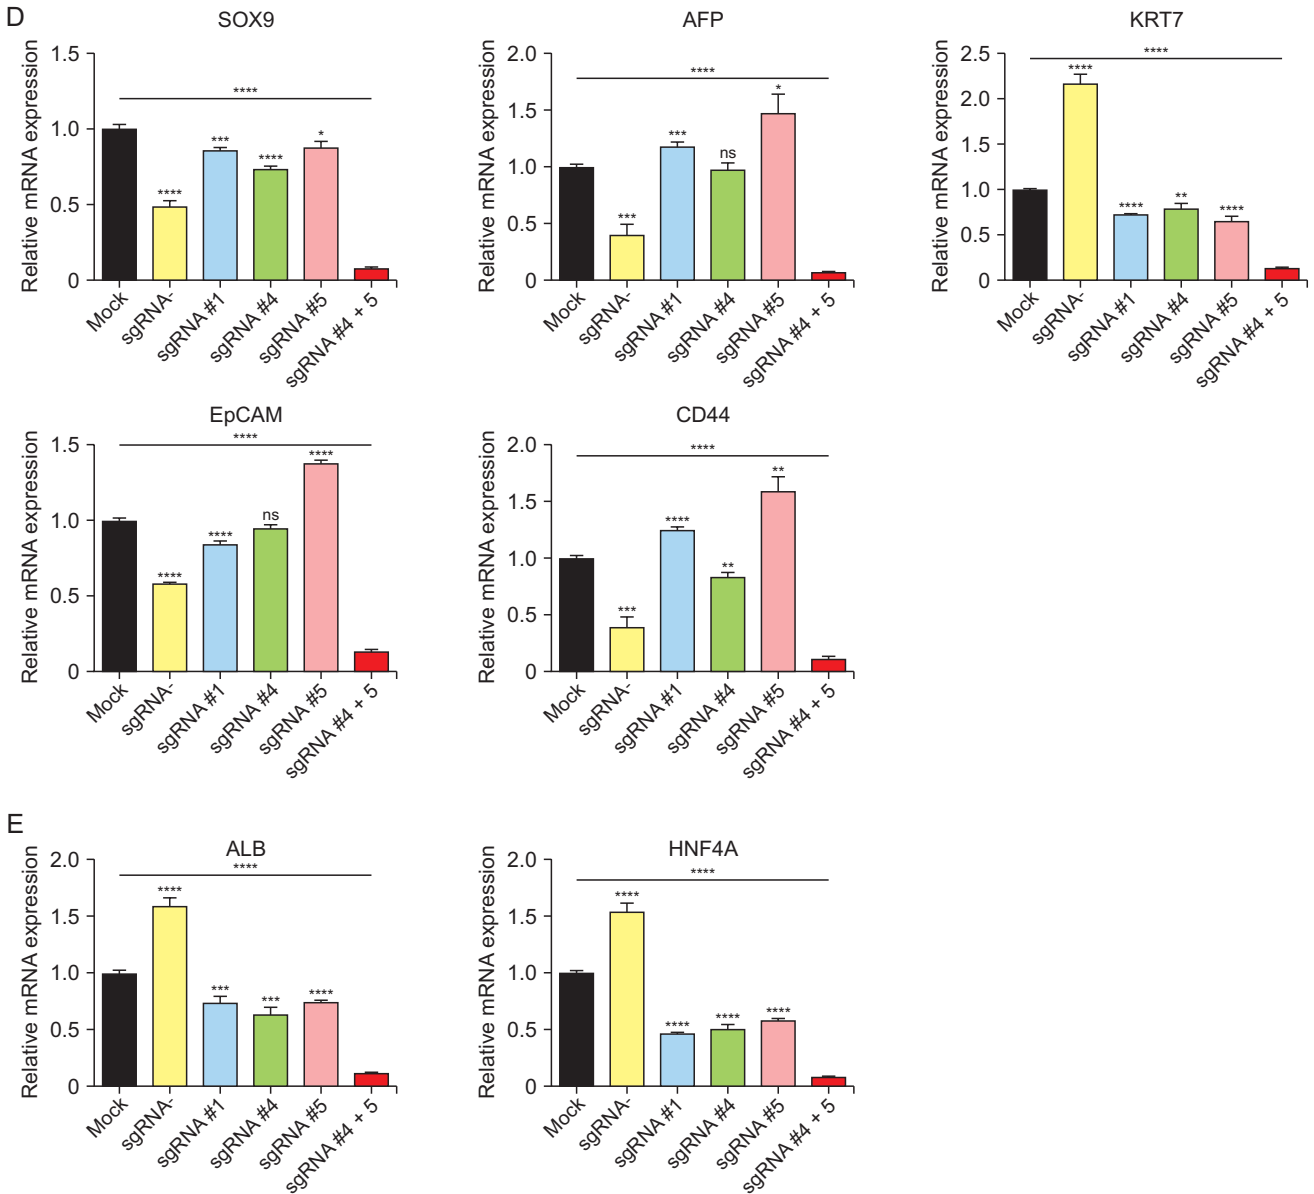 D
SOX9
Relative mRNA expression
1.5
1.0
0.5
0
****
****
***
****
*
Mock
sgRNA-
sgRNA #1
sgRNA #4
sgRNA #5
sgRNA #4 + 5
AFP
Relative mRNA expression
2.0
1.5
1.0
0.5
0
****
***
***
ns
*
Mock
sgRNA-
sgRNA #1
sgRNA #4
sgRNA #5
sgRNA #4 + 5
KRT7
Relative mRNA expression
2.5
2.0
1.5
1.0
0.5
0
****
****
****
**
****
Mock
sgRNA-
sgRNA #1
sgRNA #4
sgRNA #5
sgRNA #4 + 5
EpCAM
Relative mRNA expression
1.5
1.0
0.5
0
****
****
****
ns
****
Mock
sgRNA-
sgRNA #1
sgRNA #4
sgRNA #5
sgRNA #4 + 5
CD44
Relative mRNA expression
2.0
1.5
1.0
0.5
0
****
***
****
**
**
Mock
sgRNA-
sgRNA #1
sgRNA #4
sgRNA #5
sgRNA #4 + 5
E
ALB
Relative mRNA expression
2.0
1.5
1.0
0.5
0
****
****
***
***
****
Mock
sgRNA-
sgRNA #1
sgRNA #4
sgRNA #5
sgRNA #4 + 5
HNF4A
Relative mRNA expression
2.0
1.5
1.0
0.5
0
****
****
****
****
****
Mock
sgRNA-
sgRNA #1
sgRNA #4
sgRNA #5
sgRNA #4 + 5